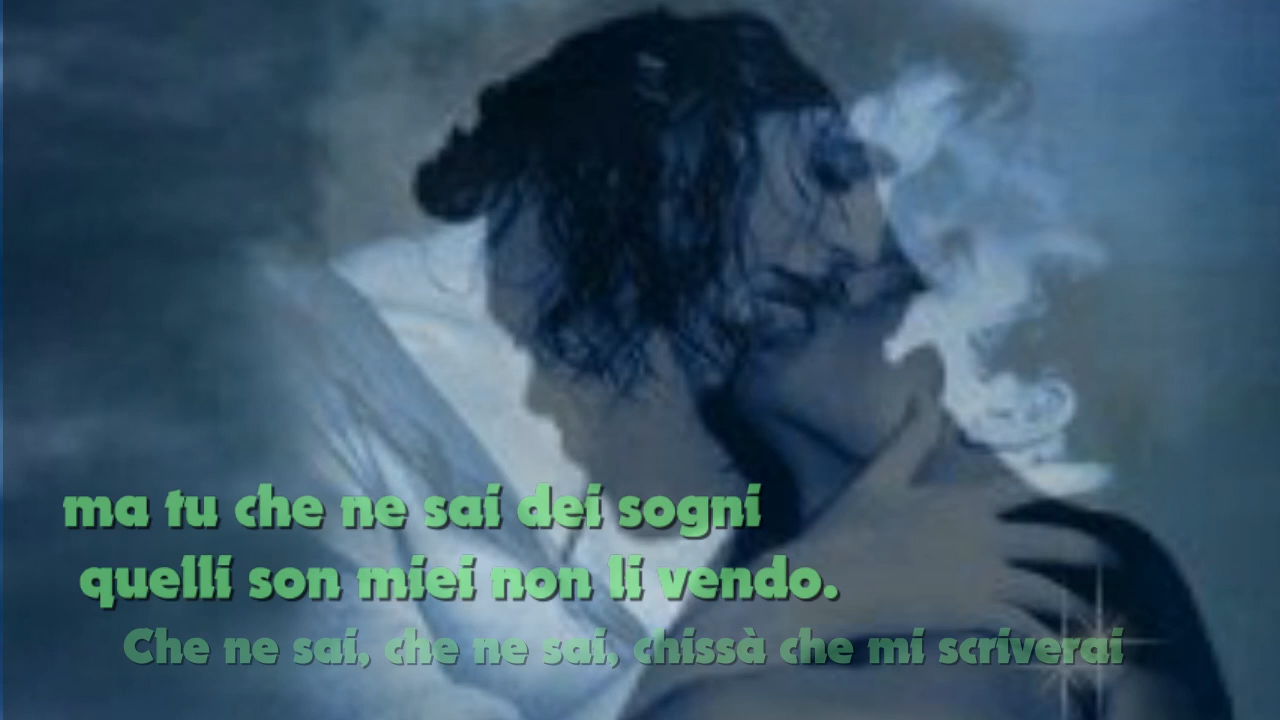 ma tu che ne sai dei sogni
quelli son miei non li vendo.
Che ne sai, che ne sai, chissà che mi scriverai